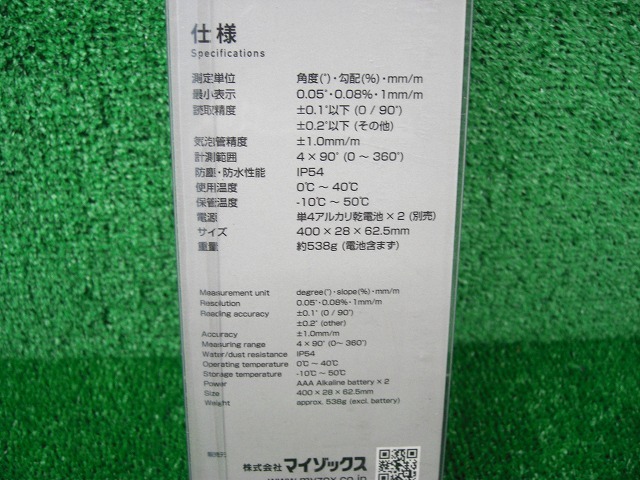 仕様
Specifications
測定単位 角度(°)・勾配(%)・mm/m
最小表示 0.05°・0.08%・1mm/m
読取精度 ±0.1°以下 (0 / 90°)
±0.2°以下 (その他)
気泡管精度 ±1.0mm/m
計測範囲 4×90° (0 ～ 360°)
防塵・防水性能 IP54
使用温度 0℃ ～ 40℃
保管温度 -10℃ ～ 50℃
電源 単4アルカリ乾電池 × 2 (別売)
サイズ 400 × 28 × 62.5mm
重量 約538g (電池含まず)
Measurement unit degree(°)・slope(%)・mm/m
Resolution 0.05°・0.08%・1mm/m
Reading accuracy ±0.1° (0 / 90°)
±0.2° (other)
Accuracy ±1.0mm/m
Measuring range 4 × 90° (0～ 360°)
Water/dust resistance IP54
Operating temperature 0℃ ～ 40℃
Storage temperature -10℃ ～ 50℃
Power AAA Alkaline battery × 2
Size 400 × 28 × 62.5mm
Weight approx. 538g (excl. battery)
発売元
株式会社 マイゾックス
www.myzox.co.jp